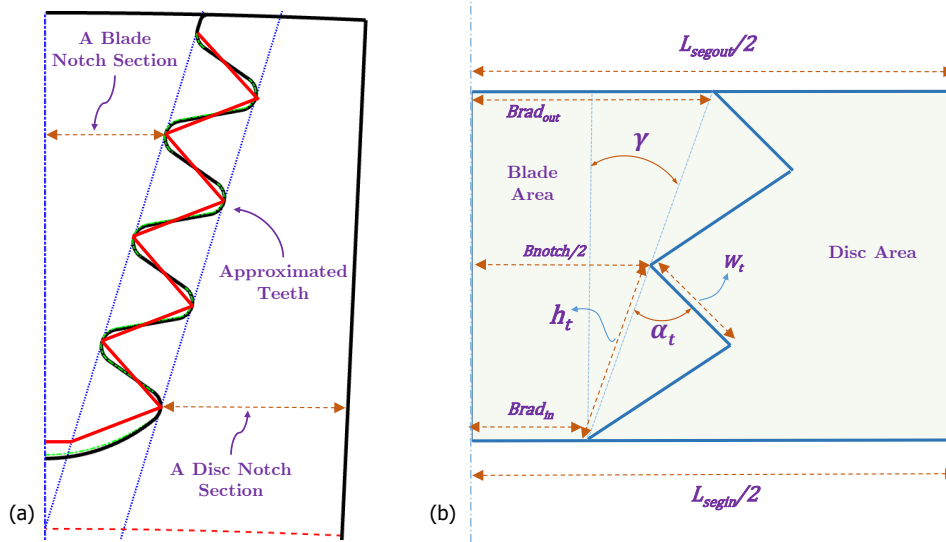 A Blade
Notch Section
Approximated
Teeth
A Disc Notch
Section
(a)
L_segout/2
Brad_out
γ
Blade
Area
Bnotch/2
Disc Area
W_t
h_t
α_t
Brad_in
L_segin/2
(b)